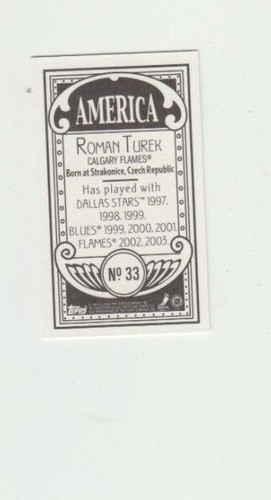 AMERICA
ROMAN TUREK
CALGARY FLAMES®
Born at Strakonice, Czech Republic
Has played with
DALLAS STARS™ 1997,
1998, 1999.
BLUES® 1999, 2000, 2001.
FLAMES® 2002, 2003.
Nº 33
TOPPS